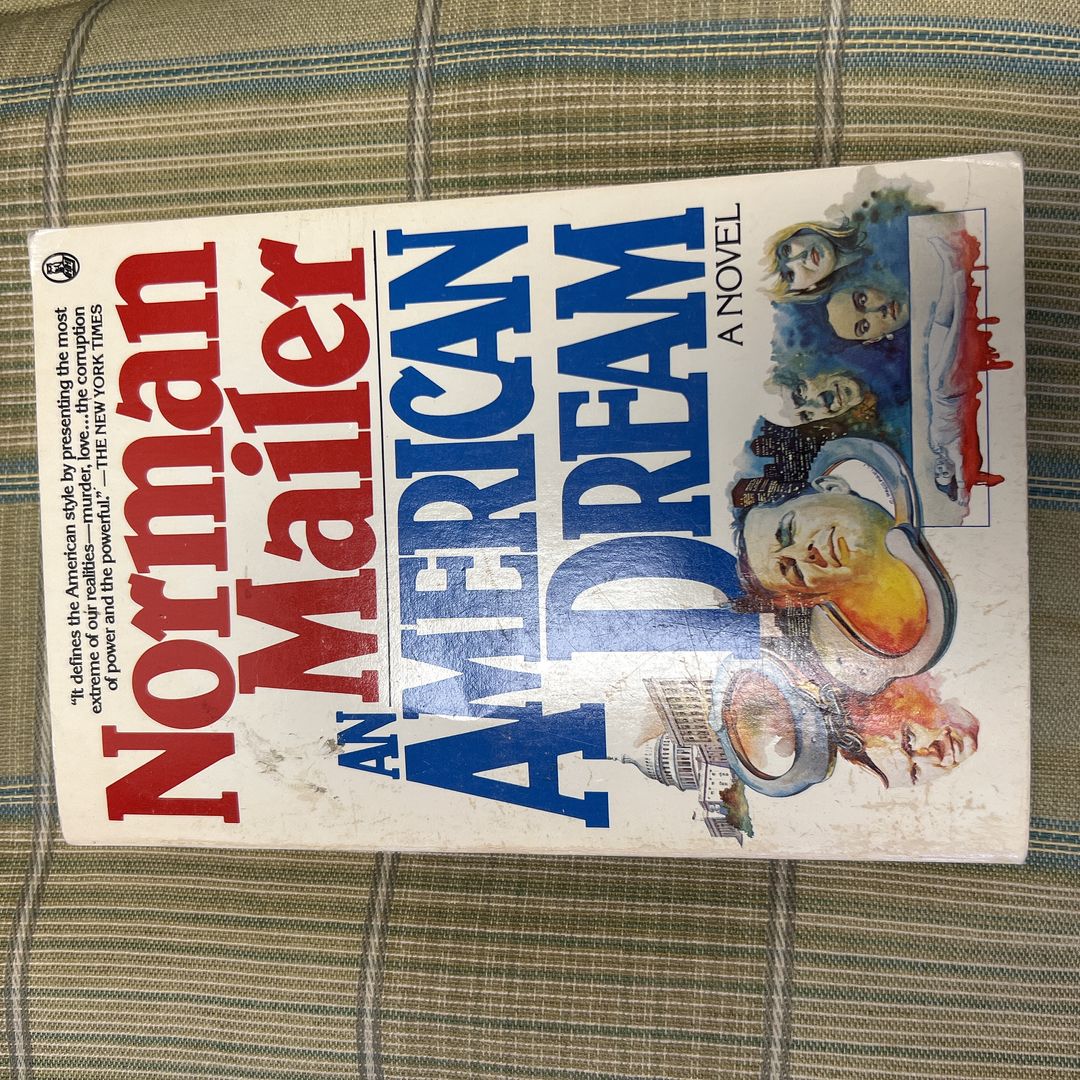 “It defines the American style by presenting the most
extreme of our realities—murder, love....the corruption
of power and the powerful.” —THE NEW YORK TIMES
Norman
Mailer
AN
AMERICAN
DREAM
A NOVEL